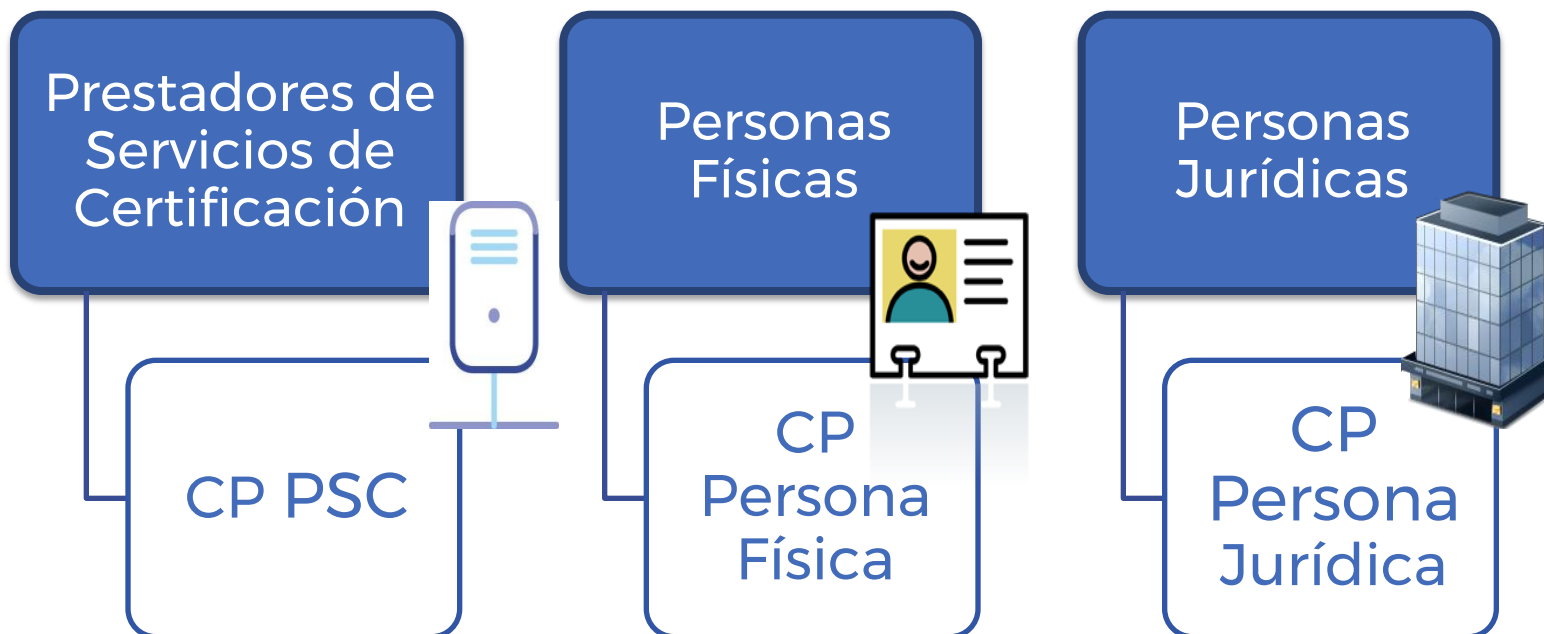 Prestadores de
Servicios de
Certificación
CP PSC
Personas
Físicas
CP
Persona
Física
Personas
Jurídicas
CP
Persona
Jurídica